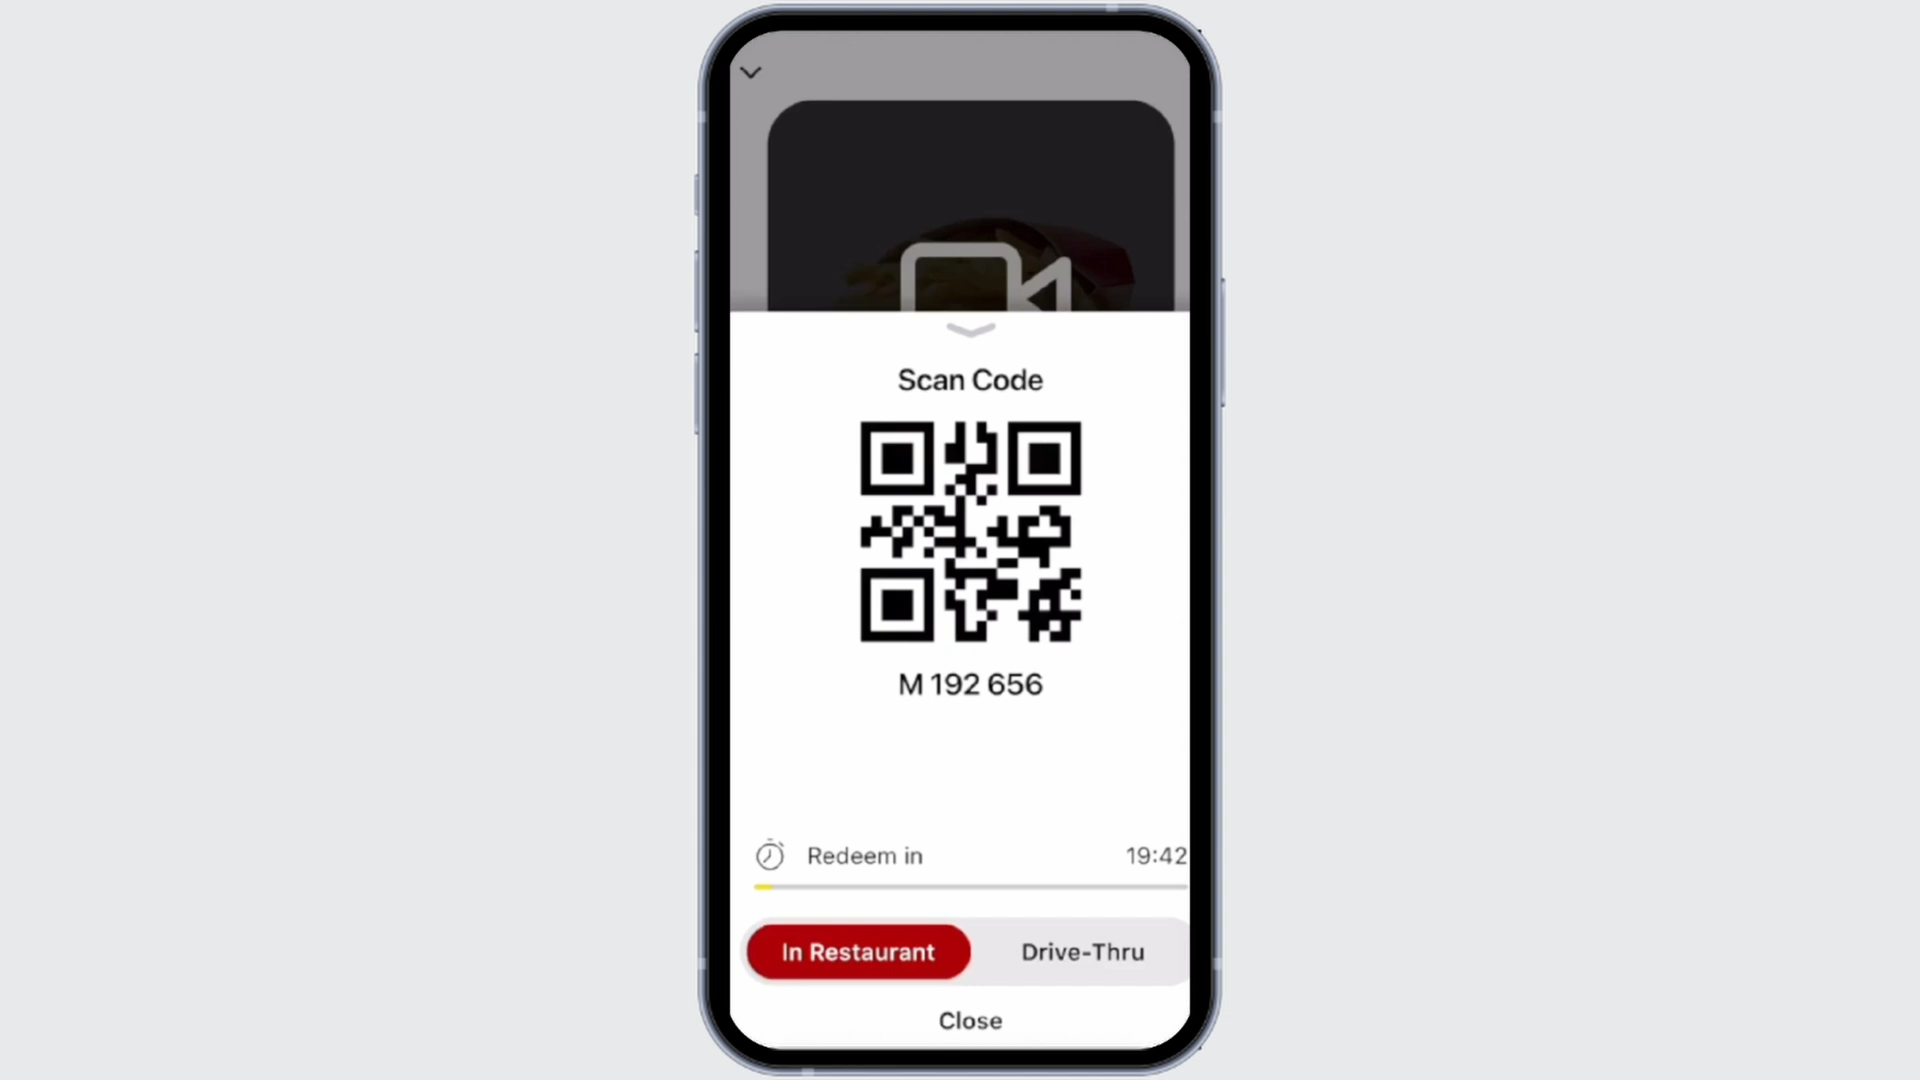 Scan Code
M 192 656
Redeem in 19:42
In Restaurant Drive-Thru
Close